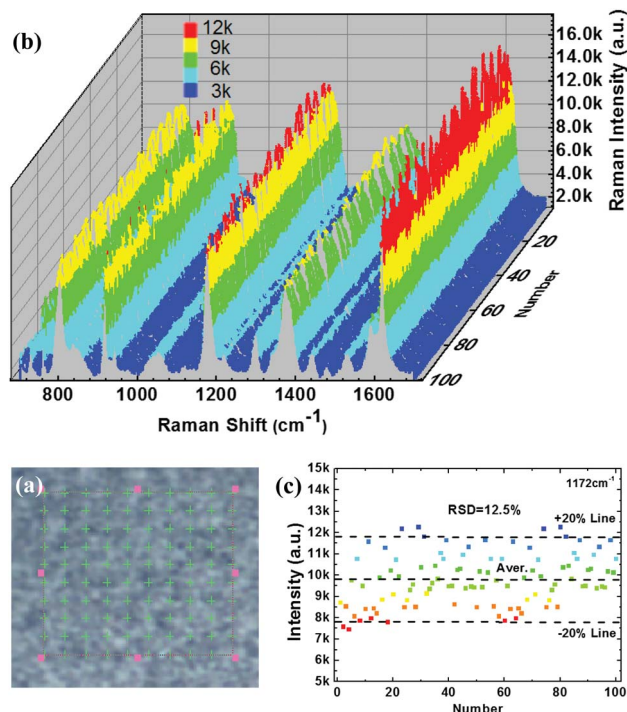 (b)
12k
9k
6k
3k
16.0k
14.0k
12.0k
10.0k
8.0k
6.0k
4.0k
2.0k
Raman Intensity (a.u.)
20
40
60
80
100
Number
800 1000 1200 1400 1600
Raman Shift (cm⁻¹)
(a)
(c)
15k
14k
13k
12k
11k
10k
9k
8k
7k
6k
5k
Intensity (a.u.)
1172cm⁻¹
RSD=12.5%
+20% Line
Aver.
-20% Line
0 20 40 60 80 100
Number